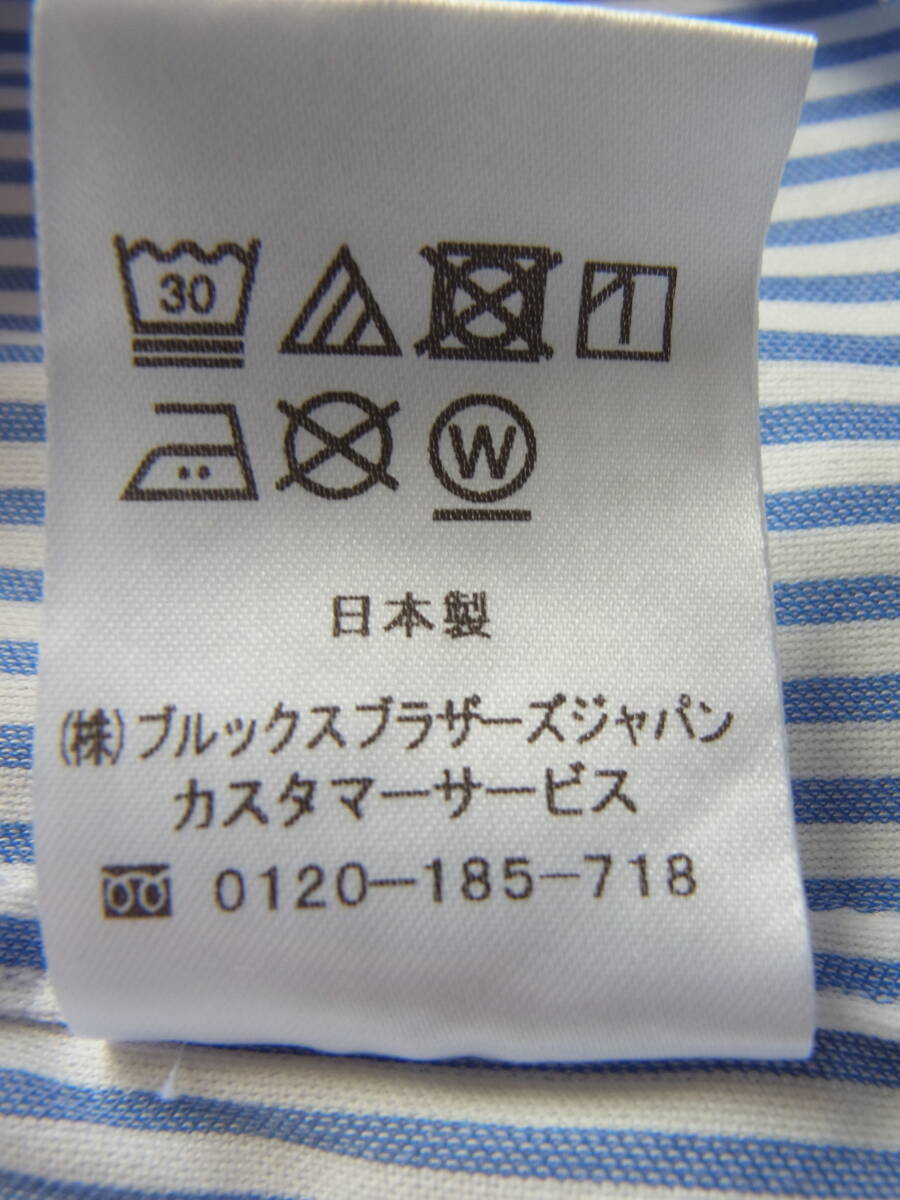 30
W
日本製
(株)ブルックスブラザーズジャパン
カスタマーサービス
0120-185-718